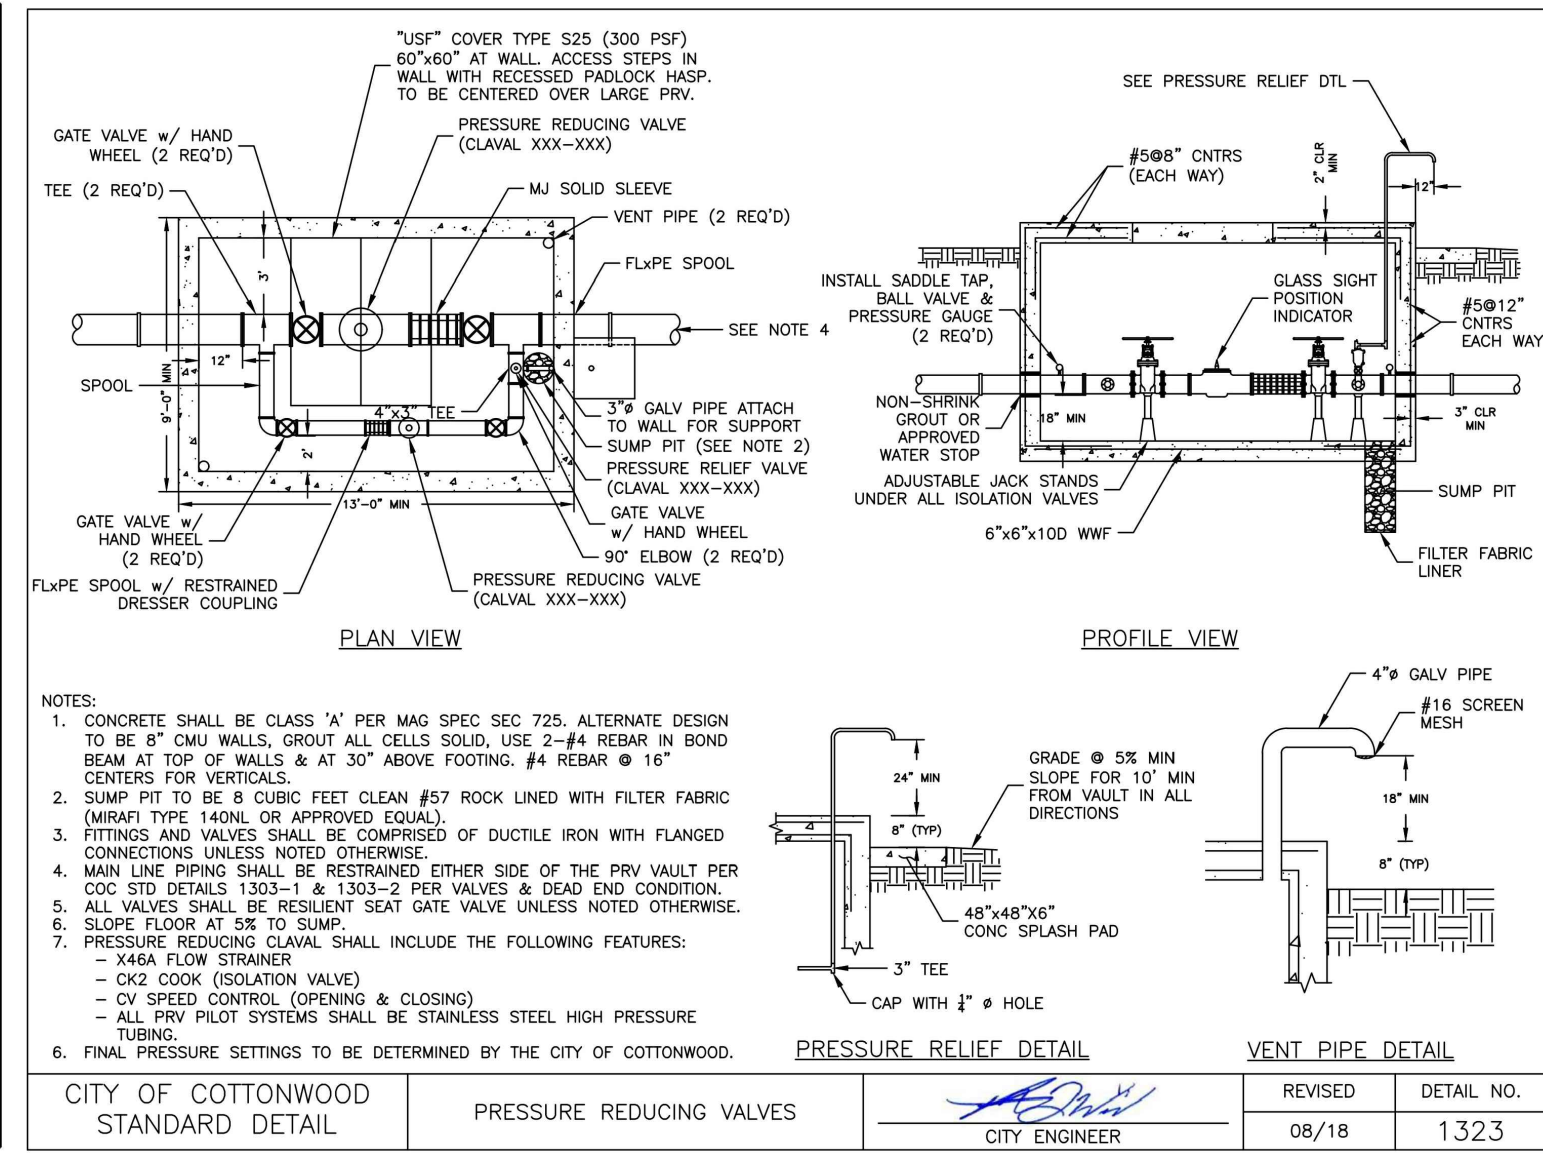 "USF" COVER TYPE S25 (300 PSF)
60"x60" AT WALL. ACCESS STEPS IN
WALL WITH RECESSED PADLOCK HASP.
TO BE CENTERED OVER LARGE PRV.
GATE VALVE w/ HAND
WHEEL (2 REQ'D)
PRESSURE REDUCING VALVE
(CLAVAL XXX-XXX)
TEE (2 REQ'D)
MJ SOLID SLEEVE
VENT PIPE (2 REQ'D)
FLxPE SPOOL
3'
SEE NOTE 4
12"
SPOOL
9'-0" MIN
4"x3" TEE
3"ø GALV PIPE ATTACH
TO WALL FOR SUPPORT
SUMP PIT (SEE NOTE 2)
2'
PRESSURE RELIEF VALVE
(CLAVAL XXX-XXX)
13'-0" MIN
GATE VALVE w/
HAND WHEEL
(2 REQ'D)
GATE VALVE
w/ HAND WHEEL
90° ELBOW (2 REQ'D)
FLxPE SPOOL w/ RESTRAINED
DRESSER COUPLING
PRESSURE REDUCING VALVE
(CALVAL XXX-XXX)
PLAN VIEW
SEE PRESSURE RELIEF DTL
#5@8" CNTRS
(EACH WAY)
2" CLR
MIN
12"
INSTALL SADDLE TAP,
BALL VALVE &
PRESSURE GAUGE
(2 REQ'D)
GLASS SIGHT
POSITION
INDICATOR
#5@12"
CNTRS
EACH WAY
NON-SHRINK
GROUT OR
APPROVED
WATER STOP
18" MIN
3" CLR
MIN
ADJUSTABLE JACK STANDS
UNDER ALL ISOLATION VALVES
SUMP PIT
6"x6"x10D WWF
FILTER FABRIC
LINER
PROFILE VIEW
NOTES:
1. CONCRETE SHALL BE CLASS 'A' PER MAG SPEC SEC 725. ALTERNATE DESIGN
TO BE 8" CMU WALLS, GROUT ALL CELLS SOLID, USE 2-#4 REBAR IN BOND
BEAM AT TOP OF WALLS & AT 30" ABOVE FOOTING. #4 REBAR @ 16"
CENTERS FOR VERTICALS.
2. SUMP PIT TO BE 8 CUBIC FEET CLEAN #57 ROCK LINED WITH FILTER FABRIC
(MIRAFI TYPE 140NL OR APPROVED EQUAL).
3. FITTINGS AND VALVES SHALL BE COMPRISED OF DUCTILE IRON WITH FLANGED
CONNECTIONS UNLESS NOTED OTHERWISE.
4. MAIN LINE PIPING SHALL BE RESTRAINED EITHER SIDE OF THE PRV VAULT PER
COC STD DETAILS 1303-1 & 1303-2 PER VALVES & DEAD END CONDITION.
5. ALL VALVES SHALL BE RESILIENT SEAT GATE VALVE UNLESS NOTED OTHERWISE.
6. SLOPE FLOOR AT 5% TO SUMP.
7. PRESSURE REDUCING CLAVAL SHALL INCLUDE THE FOLLOWING FEATURES:
- X46A FLOW STRAINER
- CK2 COOK (ISOLATION VALVE)
- CV SPEED CONTROL (OPENING & CLOSING)
- ALL PRV PILOT SYSTEMS SHALL BE STAINLESS STEEL HIGH PRESSURE
TUBING.
6. FINAL PRESSURE SETTINGS TO BE DETERMINED BY THE CITY OF COTTONWOOD.
24" MIN
8" (TYP)
GRADE @ 5% MIN
SLOPE FOR 10' MIN
FROM VAULT IN ALL
DIRECTIONS
48"x48"X6"
CONC SPLASH PAD
3" TEE
CAP WITH ¼" ø HOLE
PRESSURE RELIEF DETAIL
4"ø GALV PIPE
#16 SCREEN
MESH
18" MIN
8" (TYP)
VENT PIPE DETAIL
CITY OF COTTONWOOD
STANDARD DETAIL
PRESSURE REDUCING VALVES
CITY ENGINEER
REVISED
08/18
DETAIL NO.
1323